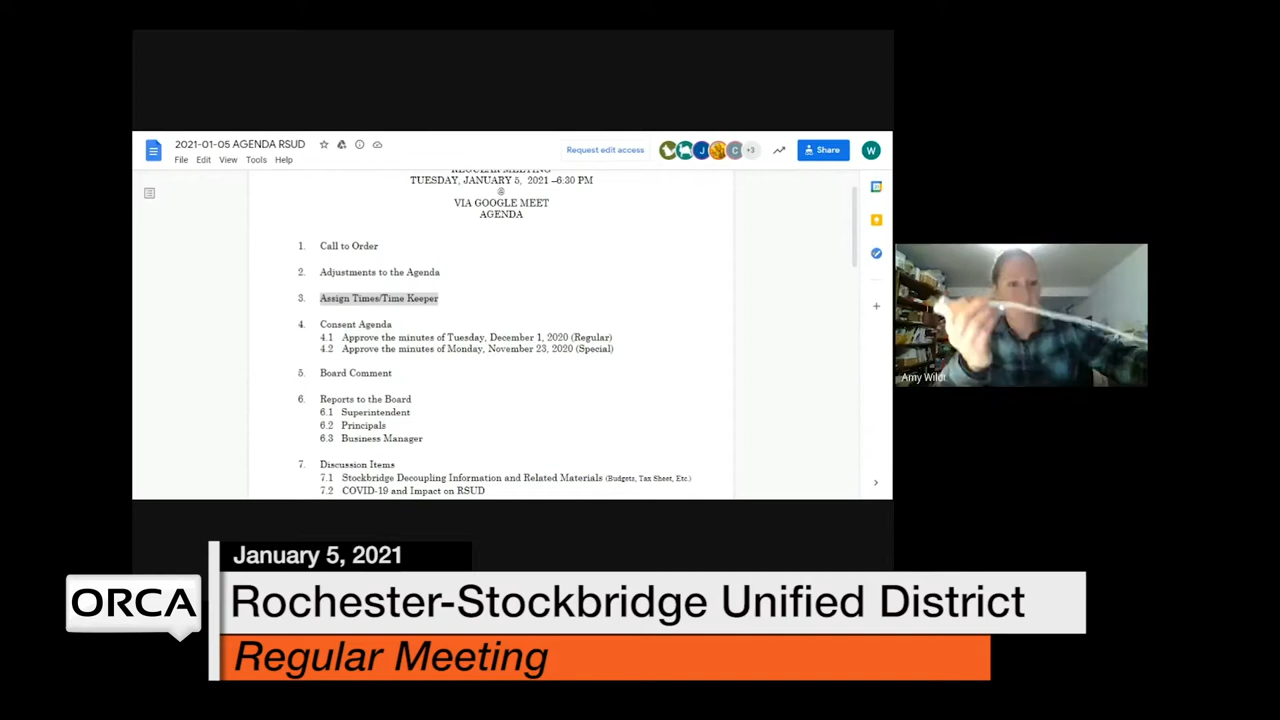 2021-01-05 AGENDA RSUD
File Edit View Tools Help
Request edit access
J
C
+3
Share
W
REGULAR MEETING
TUESDAY, JANUARY 5, 2021 –6:30 PM
@
VIA GOOGLE MEET
AGENDA
1. Call to Order
2. Adjustments to the Agenda
3. Assign Times/Time Keeper
4. Consent Agenda
4.1 Approve the minutes of Tuesday, December 1, 2020 (Regular)
4.2 Approve the minutes of Monday, November 23, 2020 (Special)
5. Board Comment
6. Reports to the Board
6.1 Superintendent
6.2 Principals
6.3 Business Manager
7. Discussion Items
7.1 Stockbridge Decoupling Information and Related Materials (Budgets, Tax Sheet, Etc.)
7.2 COVID-19 and Impact on RSUD
Amy Wildt
January 5, 2021
ORCA
Rochester-Stockbridge Unified District
Regular Meeting